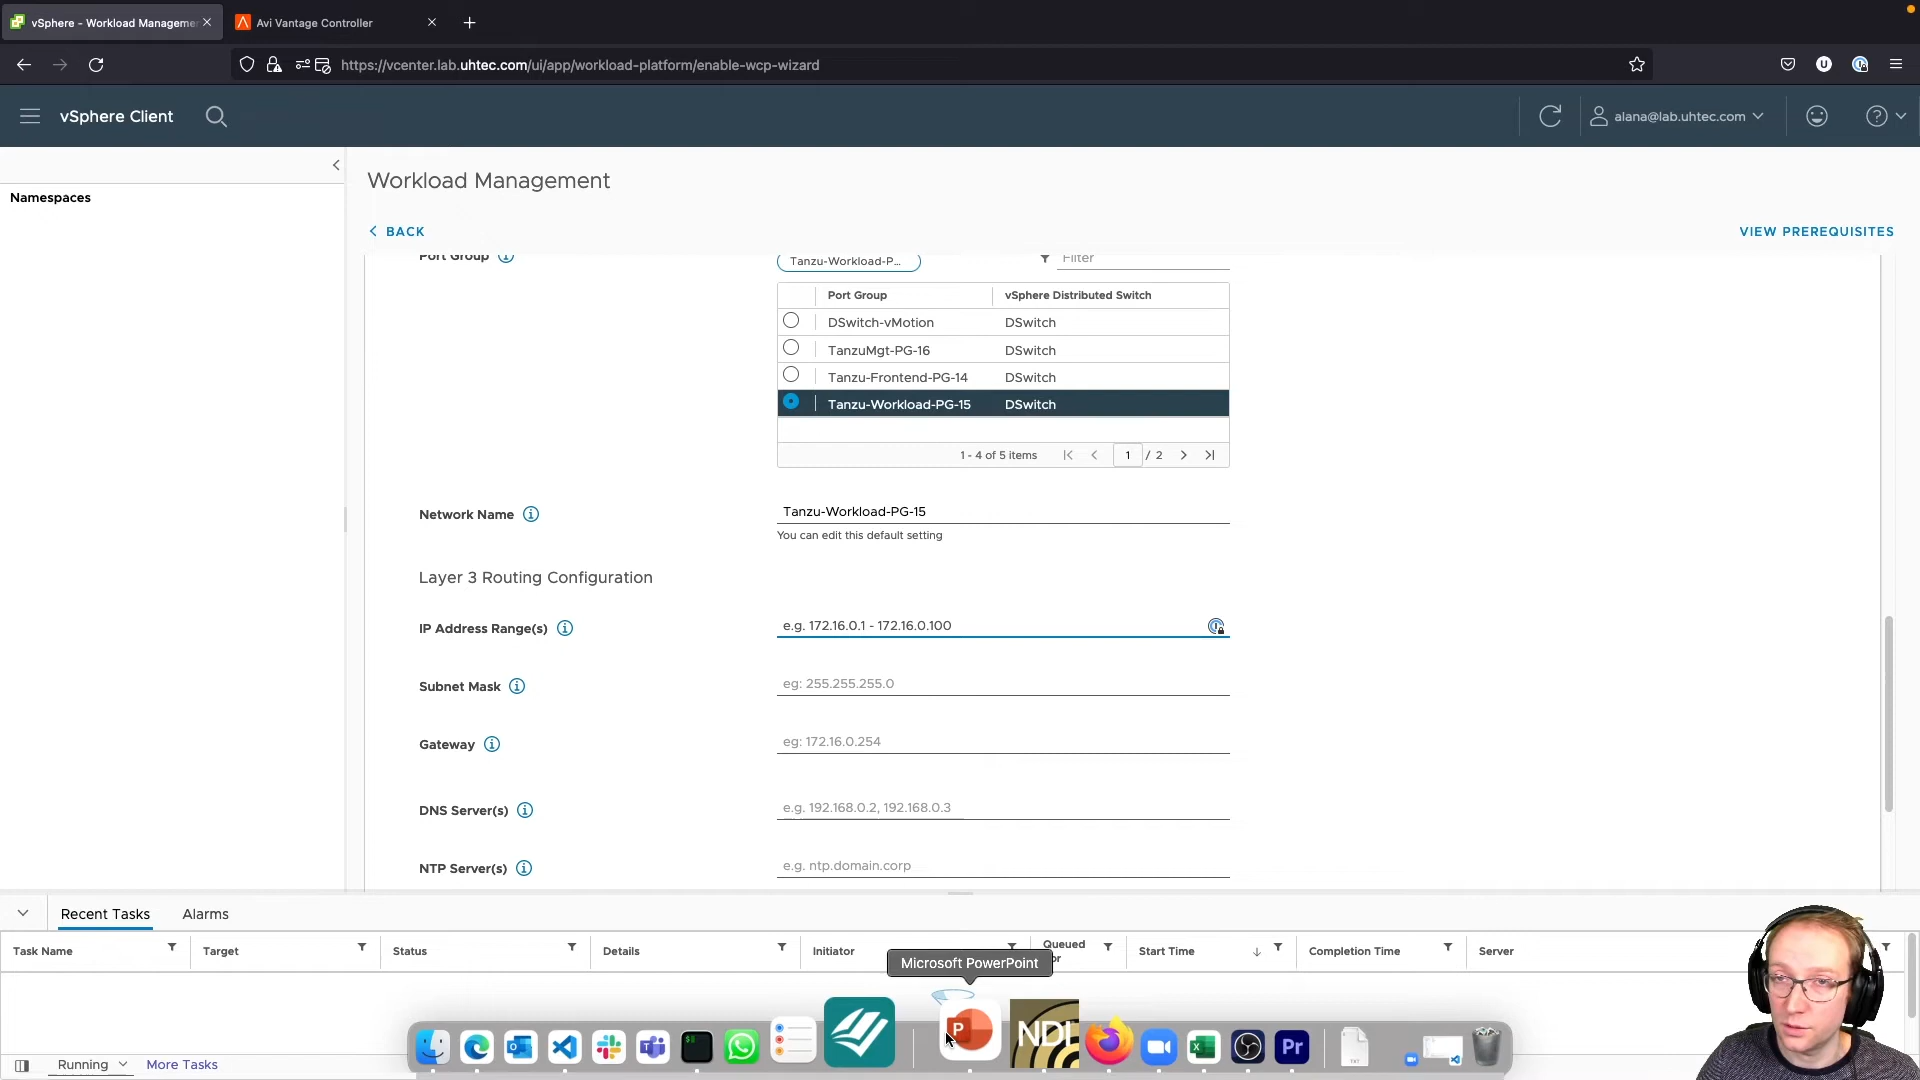 vSphere - Workload Manageme
Avi Vantage Controller
https://vcenter.lab.uhtec.com/ui/app/workload-platform/enable-wcp-wizard
U
vSphere Client
alana@lab.uhtec.com
Namespaces
Workload Management
BACK
VIEW PREREQUISITES
Port Group
Tanzu-Workload-P...
Filter
Port Group
vSphere Distributed Switch
DSwitch-vMotion
DSwitch
TanzuMgt-PG-16
DSwitch
Tanzu-Frontend-PG-14
DSwitch
Tanzu-Workload-PG-15
DSwitch
1 - 4 of 5 items
1
/ 2
Network Name
Tanzu-Workload-PG-15
You can edit this default setting
Layer 3 Routing Configuration
IP Address Range(s)
e.g. 172.16.0.1 - 172.16.0.100
Subnet Mask
eg: 255.255.255.0
Gateway
eg: 172.16.0.254
DNS Server(s)
e.g. 192.168.0.2, 192.168.0.3
NTP Server(s)
e.g. ntp.domain.corp
Recent Tasks
Alarms
Task Name
Target
Status
Details
Initiator
Queued
Start Time
Completion Time
Server
Microsoft PowerPoint
P
NDI
Pr
TXT
Running
More Tasks